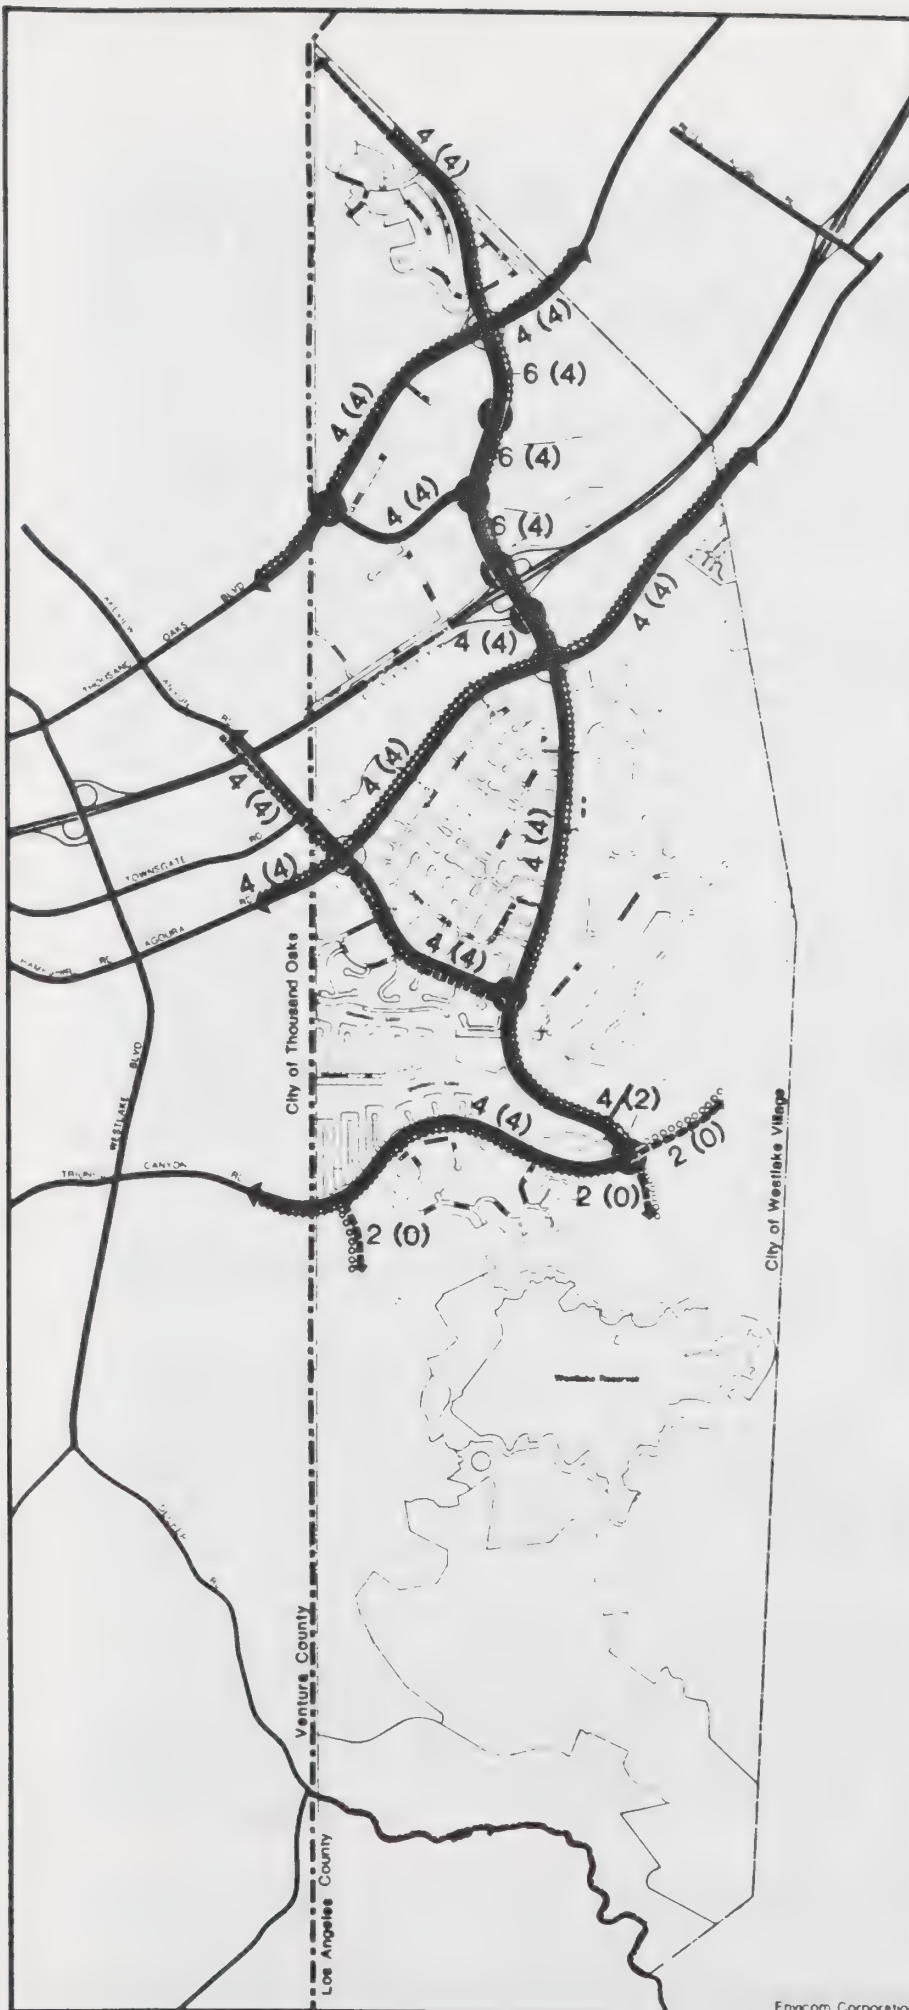 4 (4)
4 (4)
6 (4)
4 (4)
6 (4)
4 (4)
6 (4)
BLVD
OAKS
THOUSAND
4 (4)
4 (4)
RD
4 (4)
4 (4)
TOWNSGATE
RD
4 (4)
4 (4)
RD
AGOURA
RD
4 (4)
City of Thousand Oaks
WESTLAKE BLVD
4 (2)
4 (4)
2 (0)
CANYON
2 (0)
2 (0)
City of Westlake Village
Westlake Reservoir
Ventura County
Los Angeles County